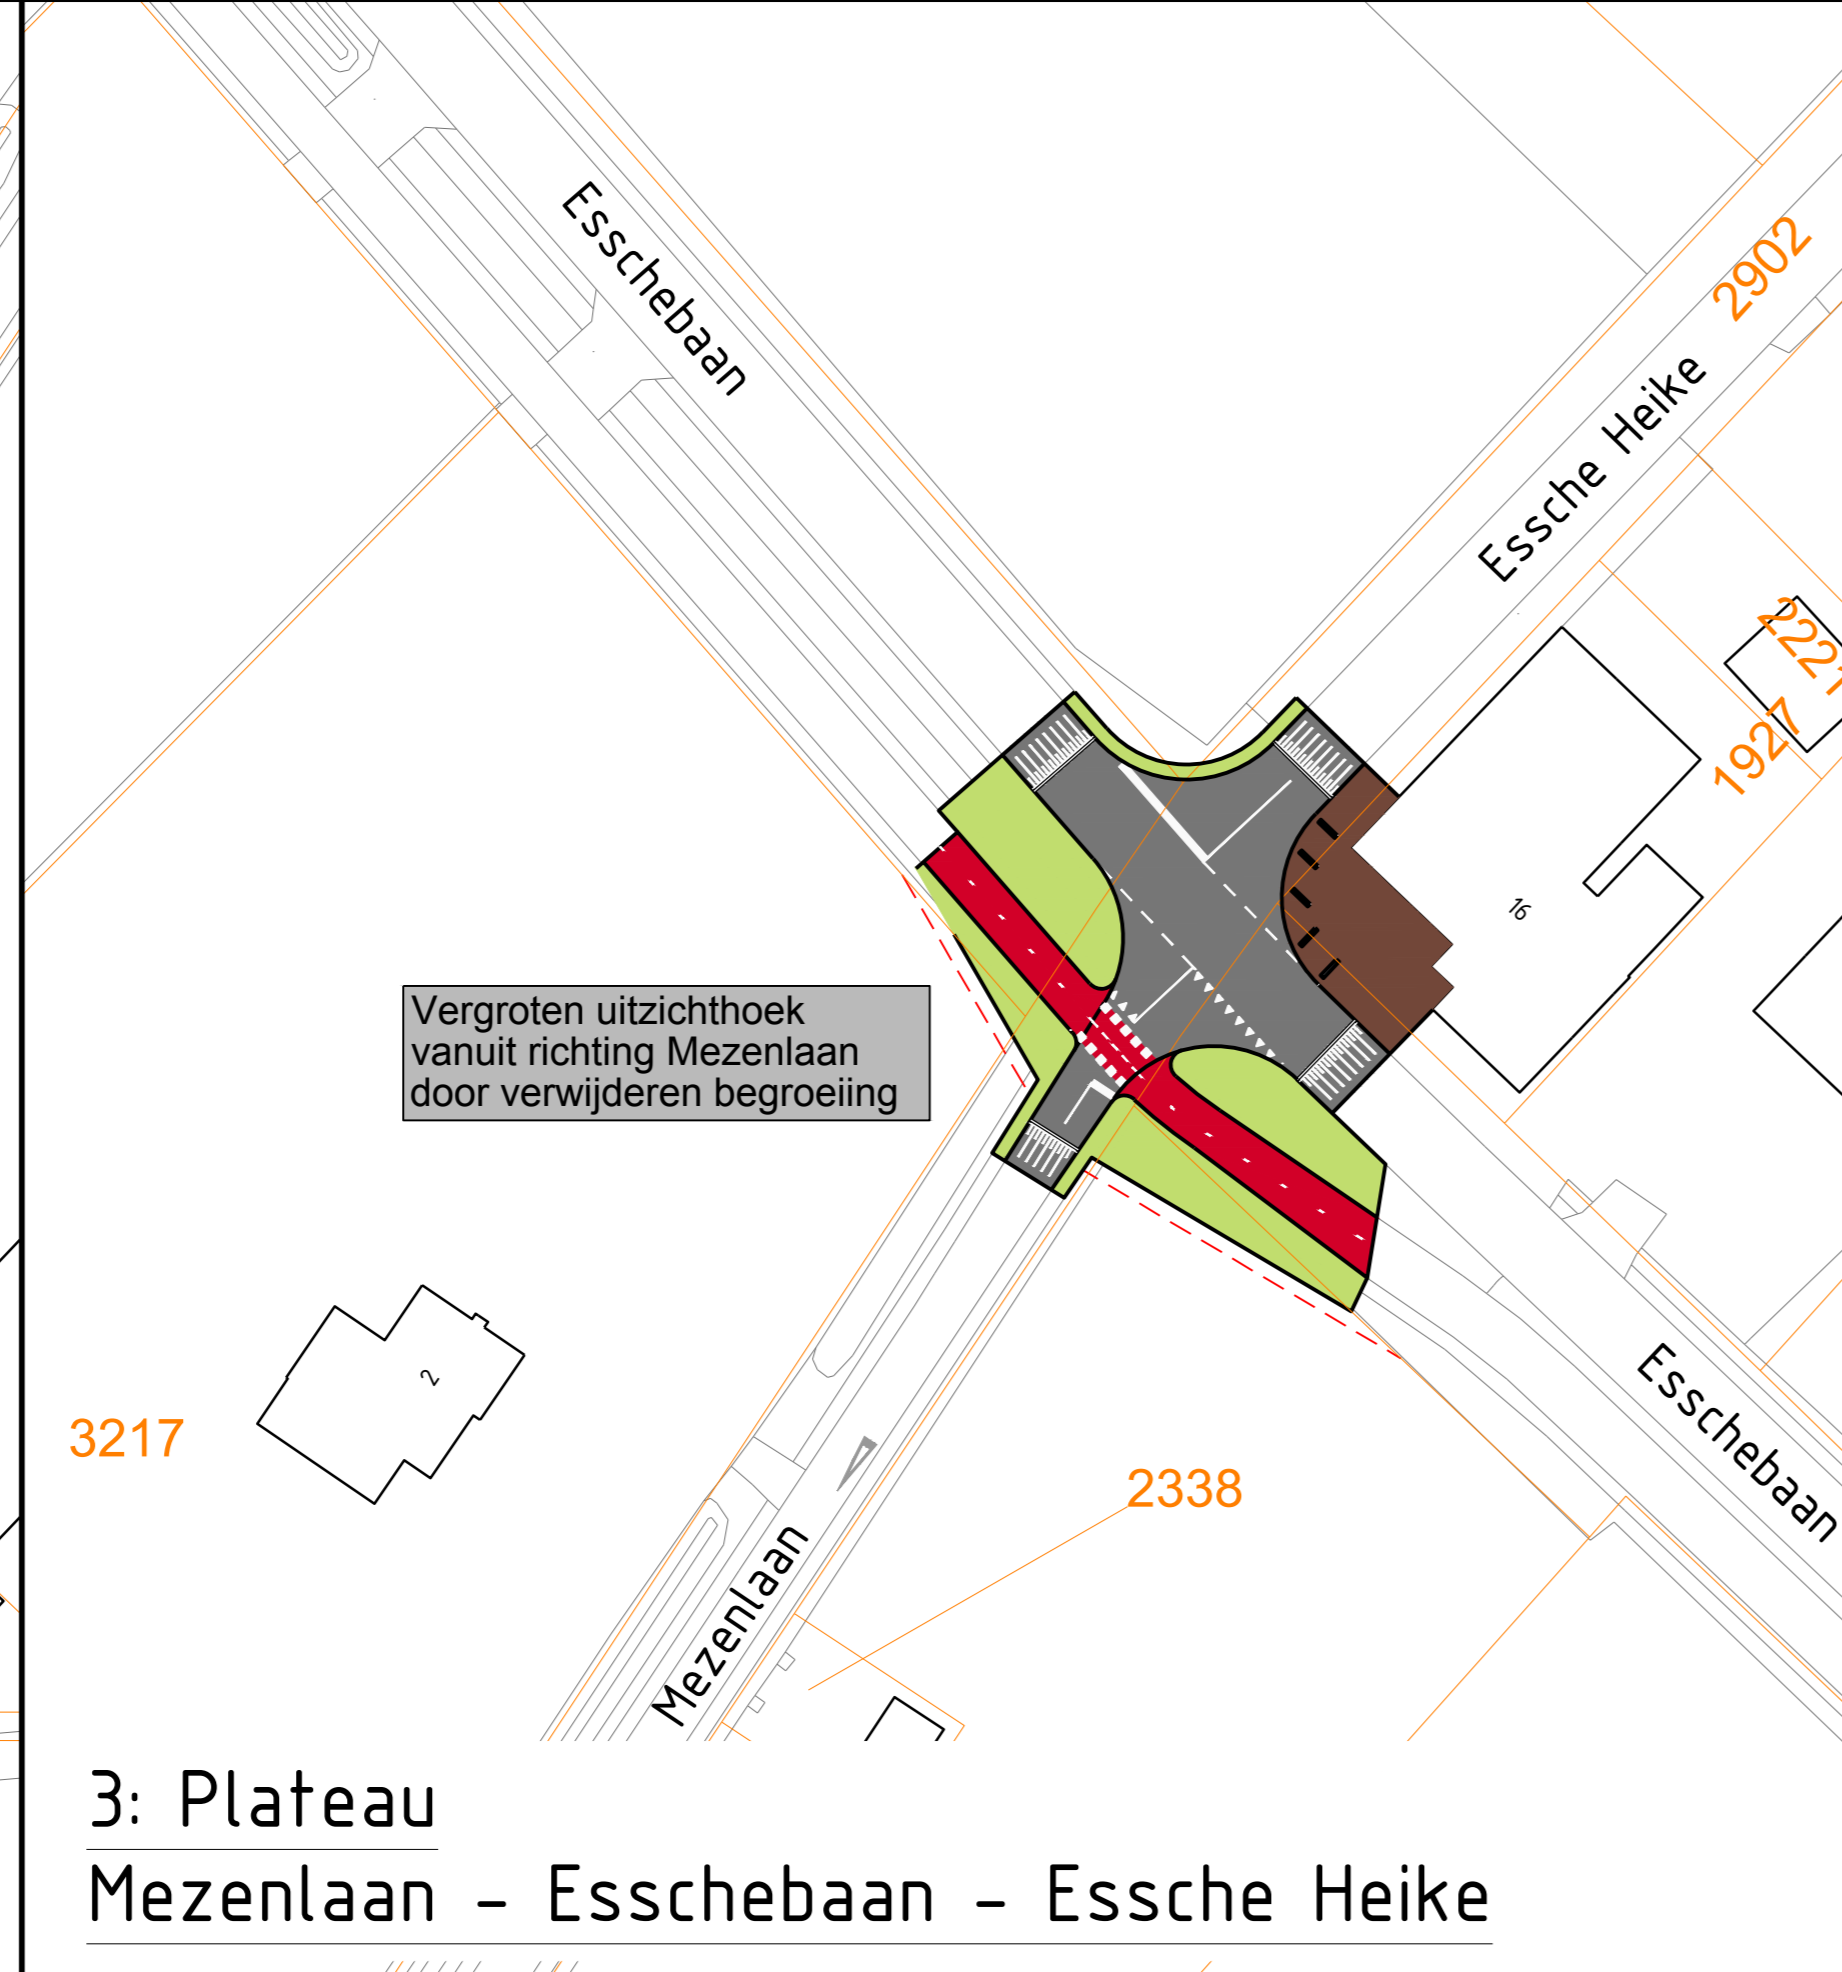 Esschebaan
2902
Essche Heike
1927
16
Vergroten uitzichthoek
vanuit richting Mezenlaan
door verwijderen begroeiing
2
3217
2338
Esschebaan
Mezenlaan
3: Plateau
Mezenlaan - Esschebaan - Essche Heike